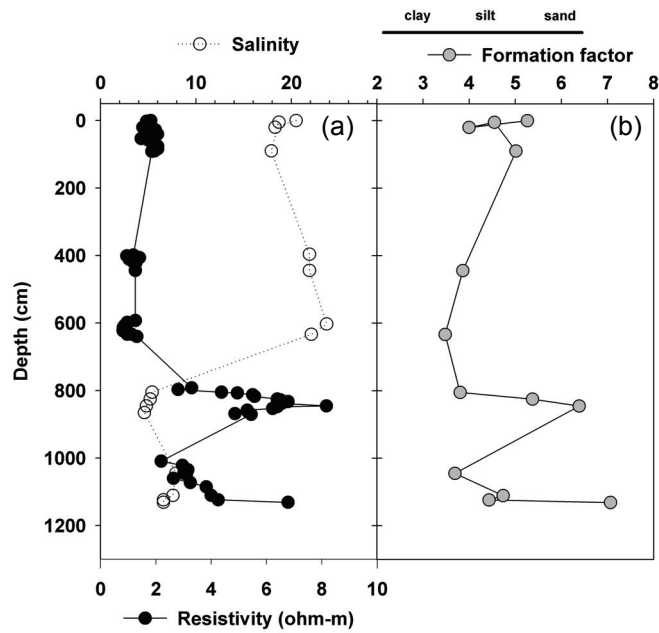 clay silt sand
Salinity Formation factor
0 10 20 2 3 4 5 6 7 8
(a) (b)
0
200
400
600
800
1000
1200
Depth (cm)
0 2 4 6 8 10
Resistivity (ohm-m)